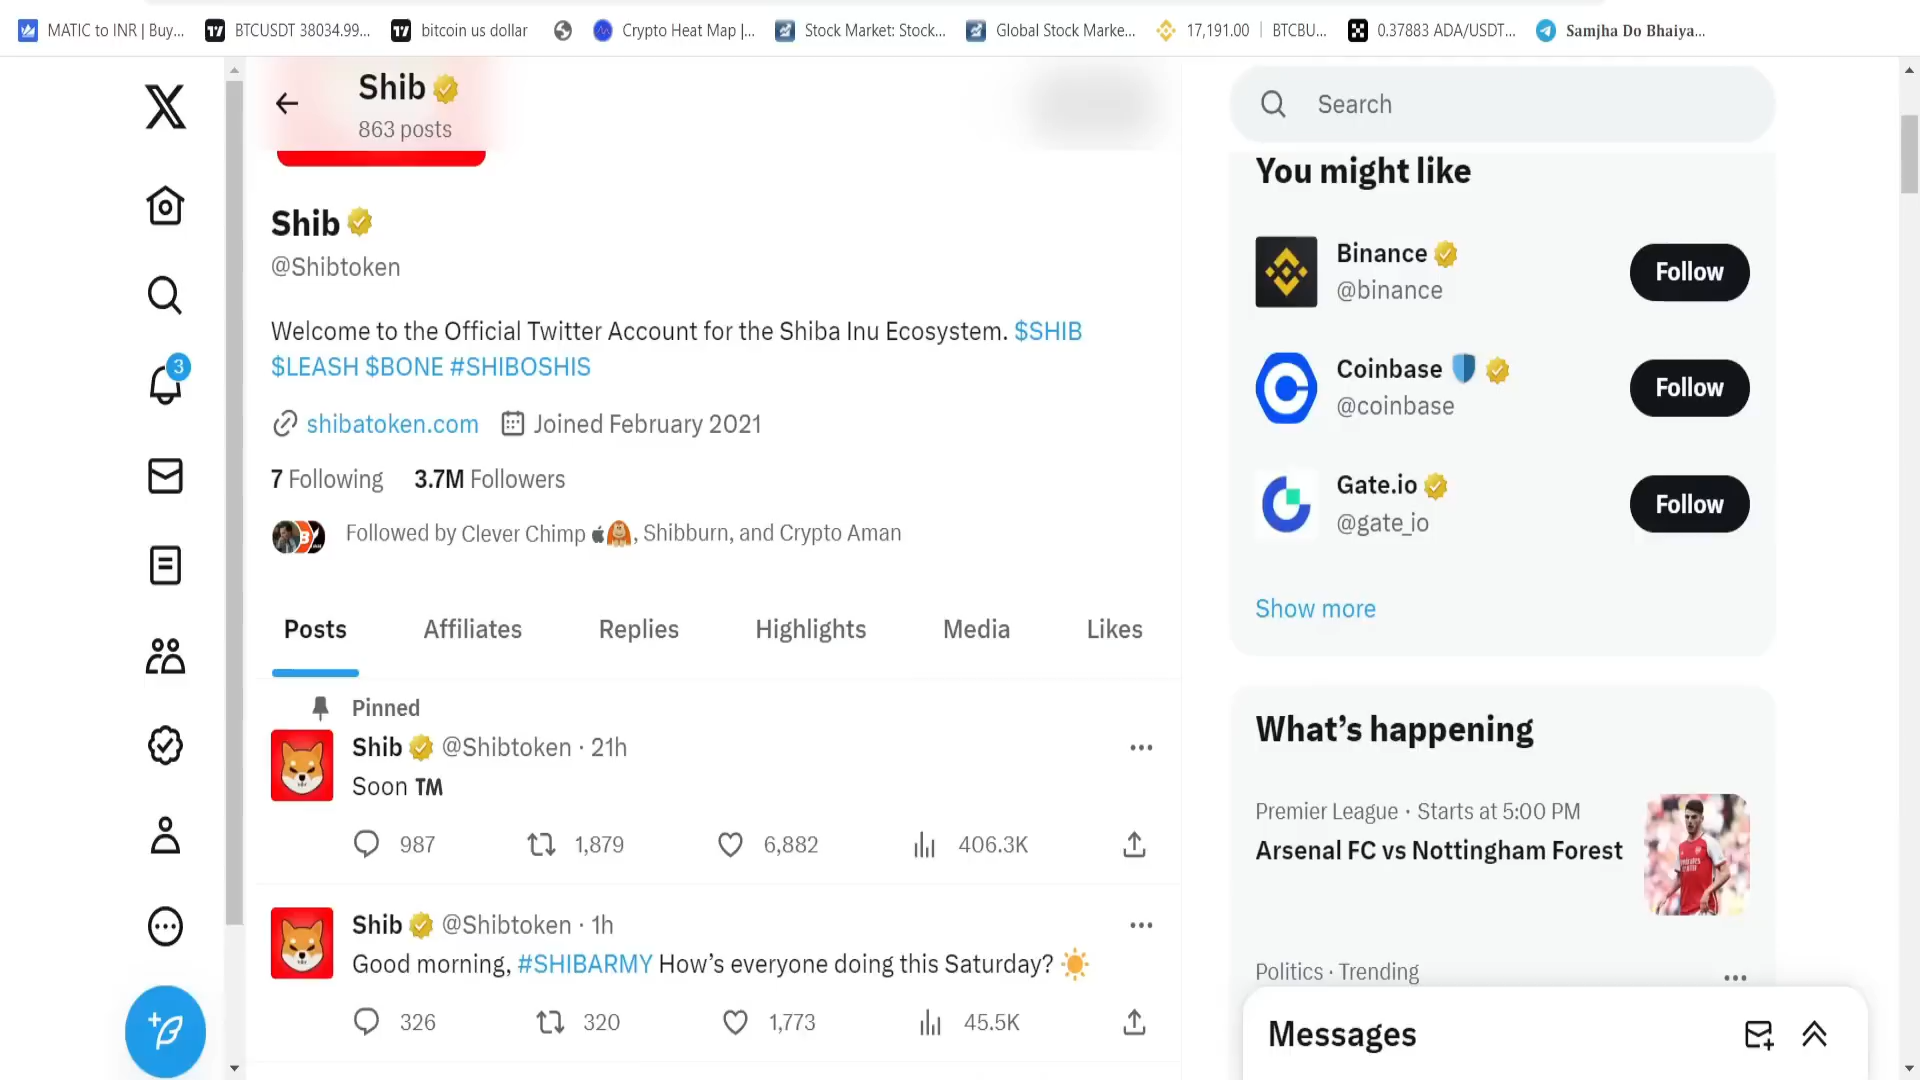 MATIC to INR | Buy...
BTCUSDT 38034.99...
bitcoin us dollar
Crypto Heat Map |...
Stock Market: Stock...
Global Stock Marke...
17,191.00 | BTCBU...
0.37883 ADA/USDT...
Samjha Do Bhaiya...
Shib
863 posts
Shib
@Shibtoken
Welcome to the Official Twitter Account for the Shiba Inu Ecosystem. $SHIB
$LEASH $BONE #SHIBOSHIS
shibatoken.com Joined February 2021
7 Following 3.7M Followers
Followed by Clever Chimp, Shibburn, and Crypto Aman
Posts Affiliates Replies Highlights Media Likes
Pinned
Shib @Shibtoken · 21h
Soon TM
987 1,879 6,882 406.3K
Shib @Shibtoken · 1h
Good morning, #SHIBARMY How's everyone doing this Saturday?
326 320 1,773 45.5K
3
Search
You might like
Binance
@binance
Follow
Coinbase
@coinbase
Follow
Gate.io
@gate_io
Follow
Show more
What's happening
Premier League · Starts at 5:00 PM
Arsenal FC vs Nottingham Forest
Politics · Trending
Messages